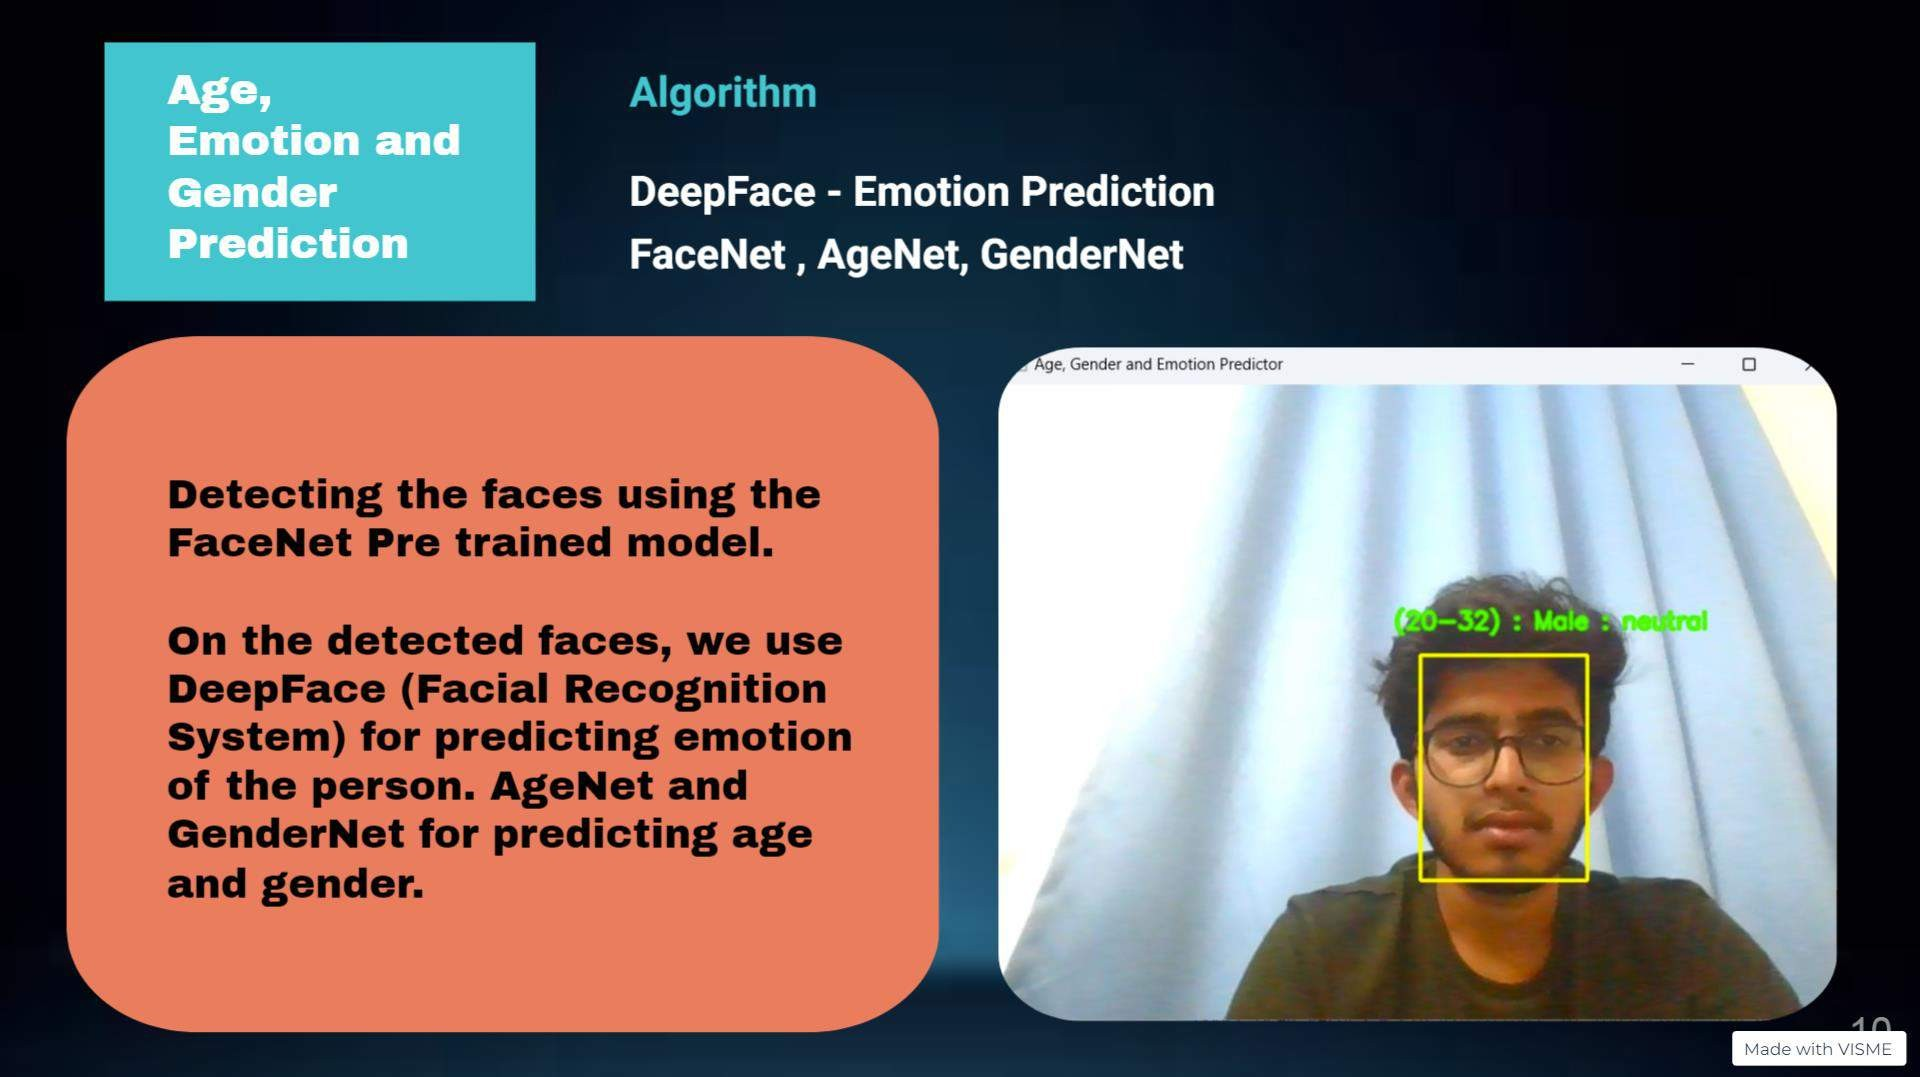 Age,
Emotion and
Gender
Prediction
Algorithm
DeepFace - Emotion Prediction
FaceNet , AgeNet, GenderNet
Detecting the faces using the
FaceNet Pre trained model.
On the detected faces, we use
DeepFace (Facial Recognition
System) for predicting emotion
of the person. AgeNet and
GenderNet for predicting age
and gender.
Age, Gender and Emotion Predictor
(20-32) : Male : neutral
10
Made with VISME